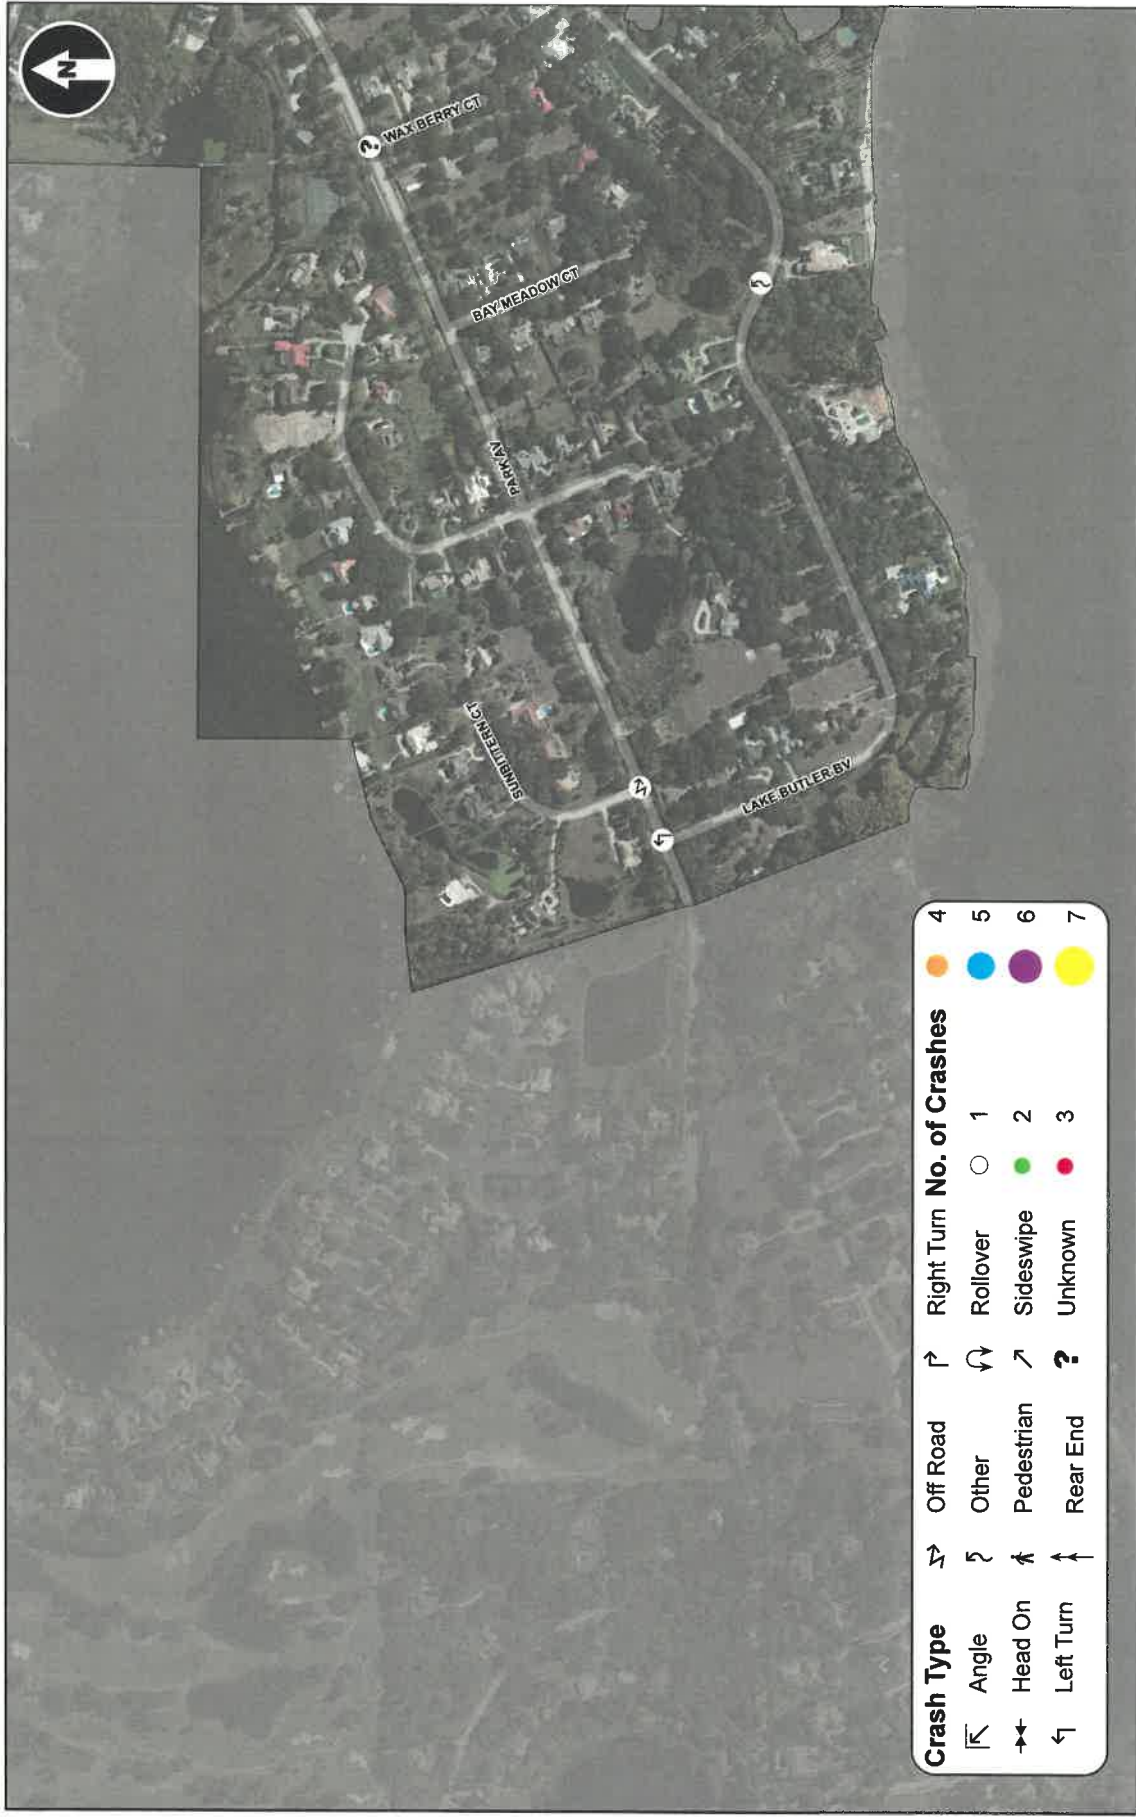 N
WAX BERRY CT
BAY MEADOW CT
PARK AV
SUNBITTERN CT
LAKE BUTLER BV
Crash Type
Angle
Head On
Left Turn
Off Road
Other
Pedestrian
Rear End
Right Turn
Rollover
Sideswipe
? Unknown
No. of Crashes
1
2
3
4
5
6
7
?